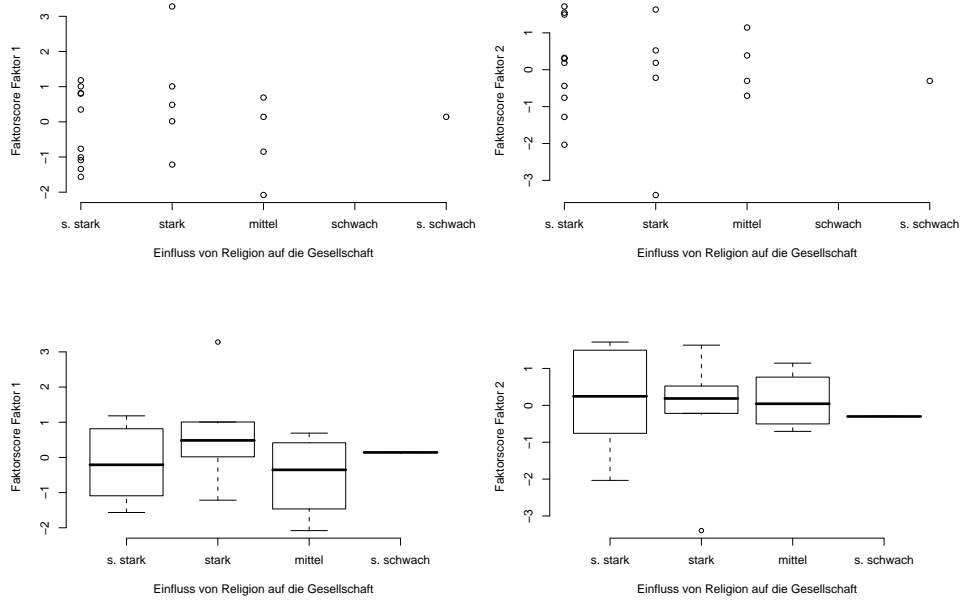 Faktorscore Faktor 1
3
2
1
0
−1
−2
s. stark stark mittel schwach s. schwach
Einfluss von Religion auf die Gesellschaft
Faktorscore Faktor 2
1
0
−1
−2
−3
s. stark stark mittel schwach s. schwach
Einfluss von Religion auf die Gesellschaft
Faktorscore Faktor 1
3
2
1
0
−1
−2
s. stark stark mittel s. schwach
Einfluss von Religion auf die Gesellschaft
Faktorscore Faktor 2
1
0
−1
−2
−3
s. stark stark mittel s. schwach
Einfluss von Religion auf die Gesellschaft